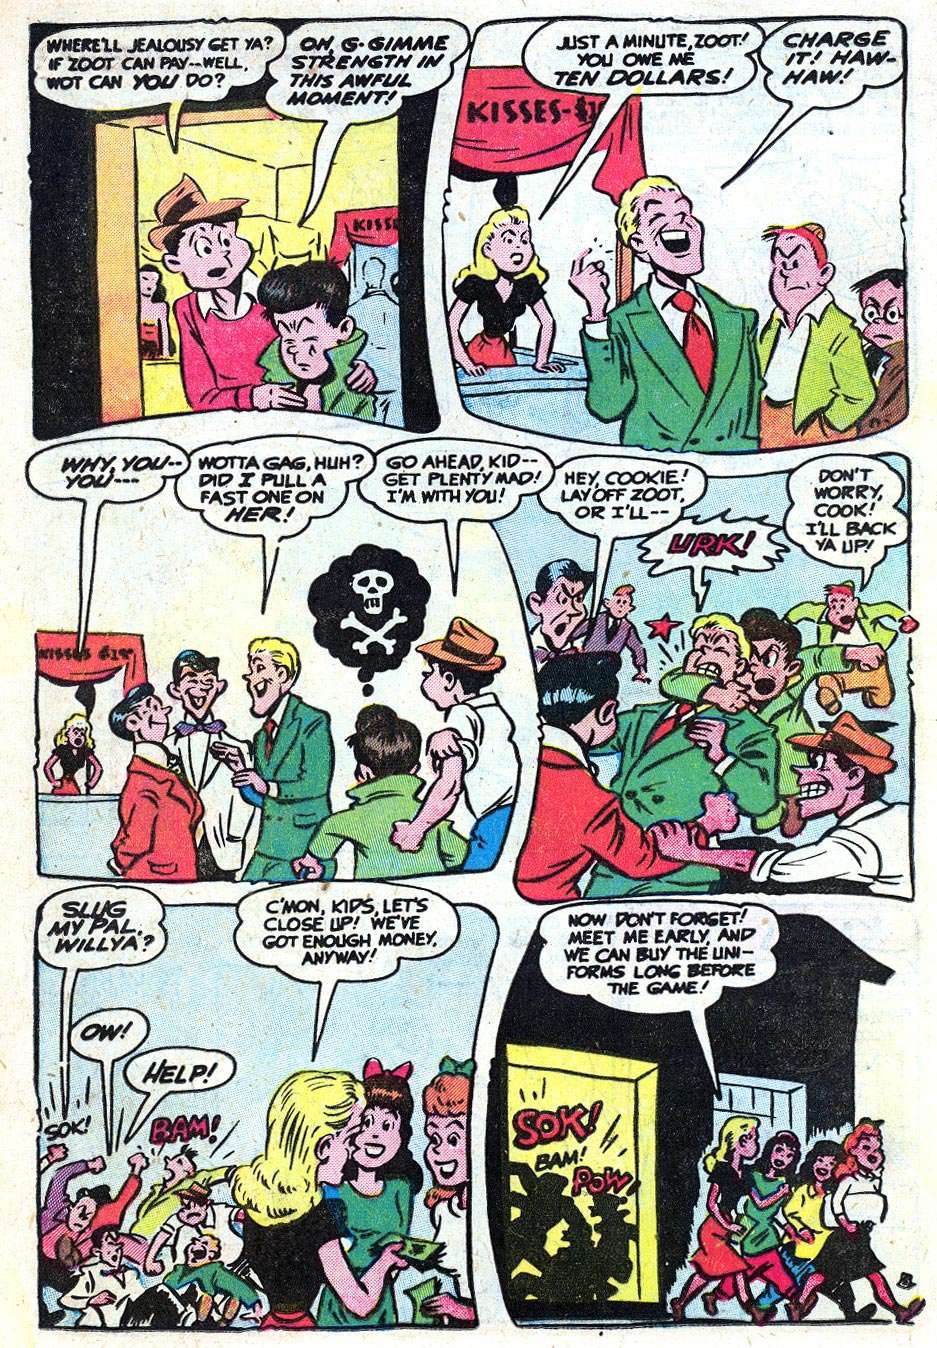 WHERE'LL JEALOUSY GET YA?
IF ZOOT CAN PAY--WELL,
WOT CAN YOU DO?
OH, G-GIMME
STRENGTH IN
THIS AWFUL
MOMENT!
KISSES
JUST A MINUTE, ZOOT!
YOU OWE ME
TEN DOLLARS!
CHARGE
IT! HAW-
HAW!
KISSES-$1
WHY, YOU--
YOU---
WOTTA GAG, HUH?
DID I PULL A
FAST ONE ON
HER!
GO AHEAD, KID--
GET PLENTY MAD!
I'M WITH YOU!
KISSES $1
HEY, COOKIE!
LAY OFF ZOOT,
OR I'LL--
URK!
DON'T
WORRY,
COOK!
I'LL BACK
YA UP!
SLUG
MY PAL,
WILLYA?
OW!
HELP!
SOK!
BAM!
C'MON, KIDS, LET'S
CLOSE UP! WE'VE
GOT ENOUGH MONEY,
ANYWAY!
NOW DON'T FORGET!
MEET ME EARLY, AND
WE CAN BUY THE UNI-
FORMS LONG BEFORE
THE GAME!
SOK!
BAM!
POW!